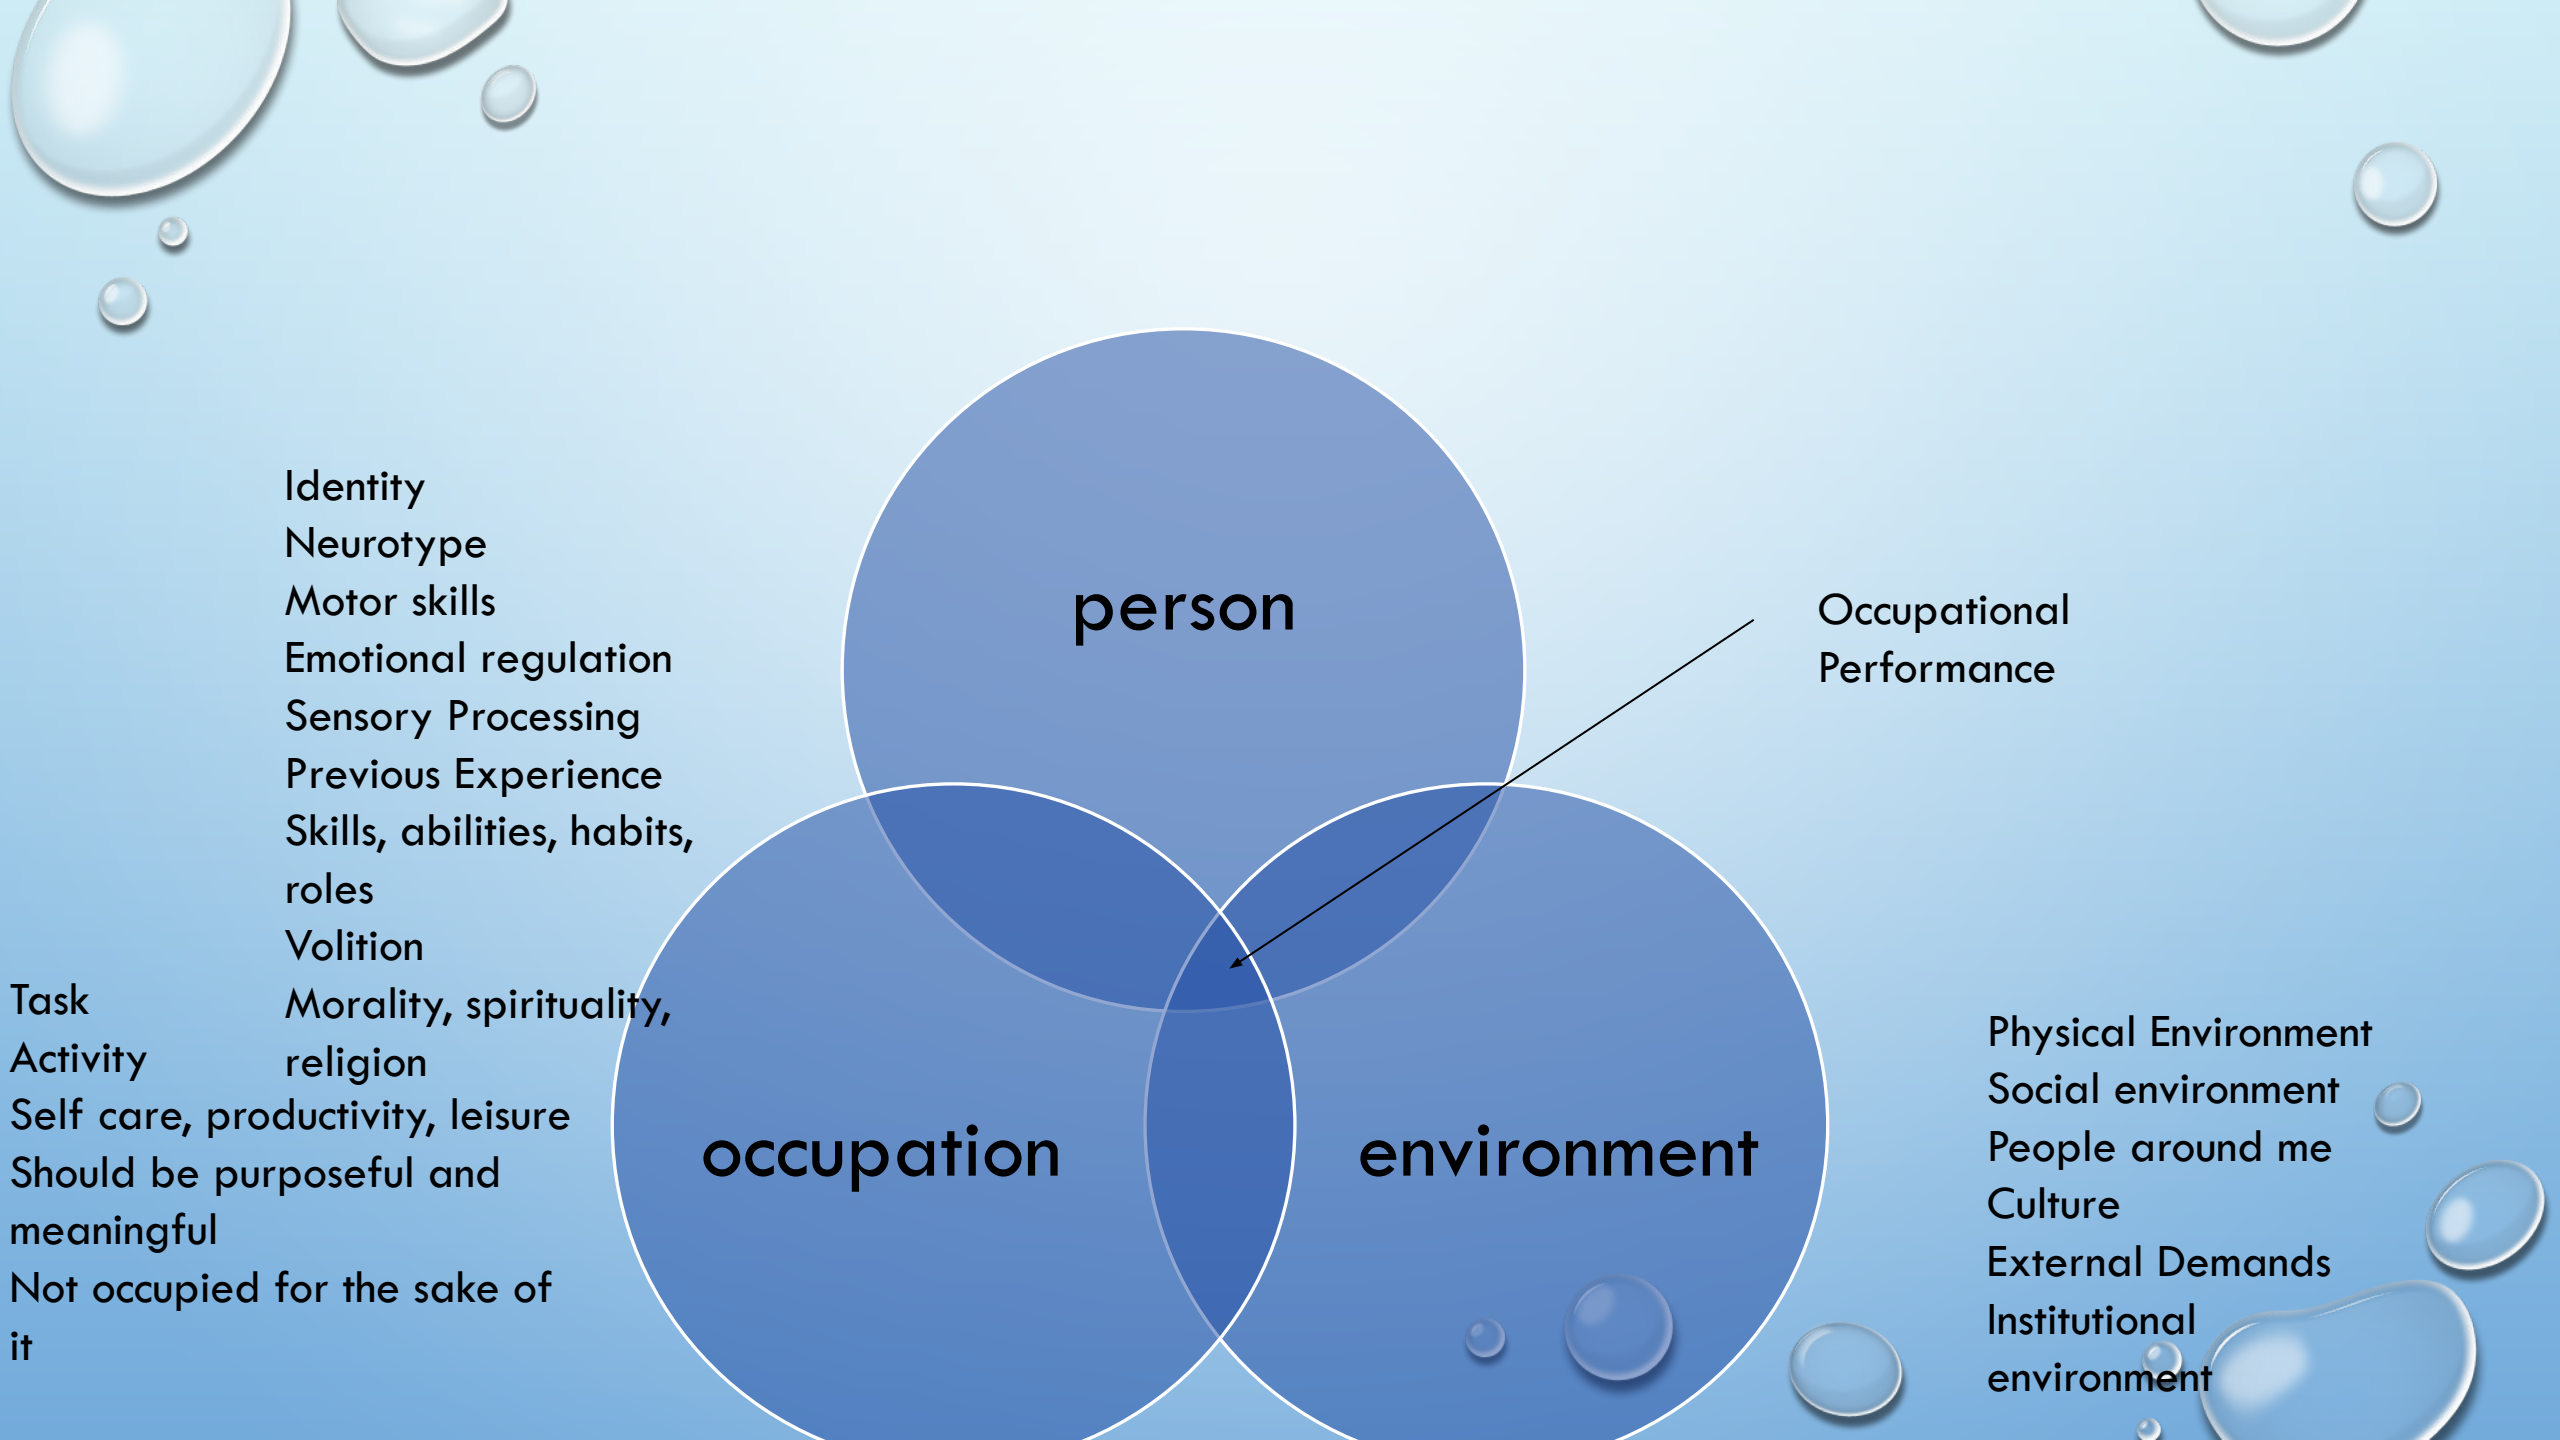 Identity
Neurotype
Motor skills
Emotional regulation
Sensory Processing
Previous Experience
Skills, abilities, habits,
roles
Volition
Morality, spirituality,
religion
person
Occupational
Performance
Task
Activity
Self care, productivity, leisure
Should be purposeful and
meaningful
Not occupied for the sake of
it
occupation
environment
Physical Environment
Social environment
People around me
Culture
External Demands
Institutional
environment